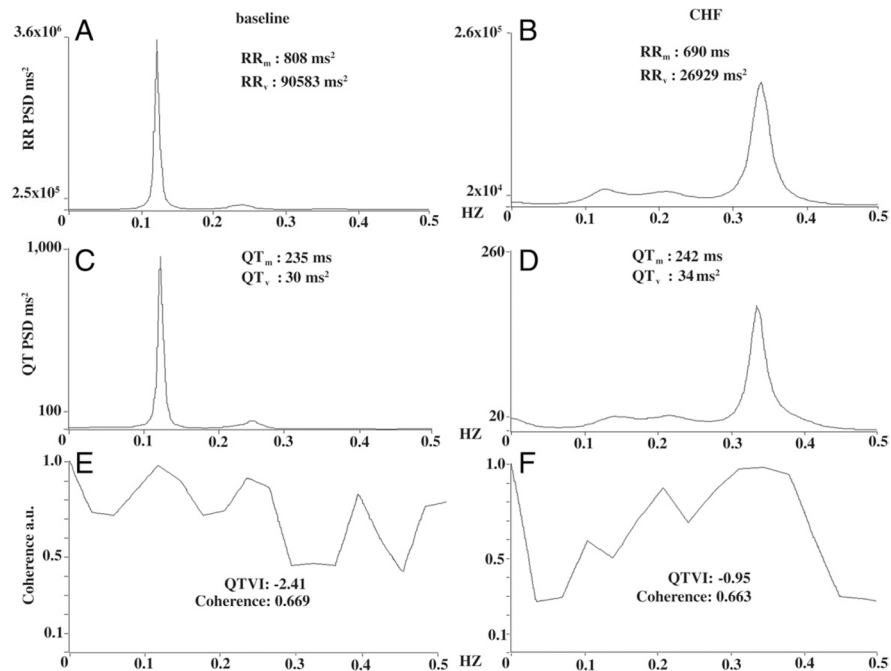 A
baseline
B
CHF
3.6x10⁶
RRₘ : 808 ms²
RRᵥ : 90583 ms²
RR PSD ms²
2.5x10⁵
0 0.1 0.2 0.3 0.4 0.5
2.6x10⁵
RRₘ : 690 ms
RRᵥ : 26929 ms²
2x10⁴
HZ 0 0.1 0.2 0.3 0.4 0.5
C
1,000
QTₘ : 235 ms
QTᵥ : 30 ms²
QT PSD ms²
100
0 0.1 0.2 0.3 0.4 0.5
D
260
QTₘ : 242 ms
QTᵥ : 34 ms²
20
HZ 0 0.1 0.2 0.3 0.4 0.5
E
1.0
Coherence a.u.
0.5
QTVI: -2.41
Coherence: 0.669
0.1
0 0.1 0.2 0.3 0.4 0.5
F
1.0
0.5
QTVI: -0.95
Coherence: 0.663
0.1
HZ 0 0.1 0.2 0.3 0.4 0.5